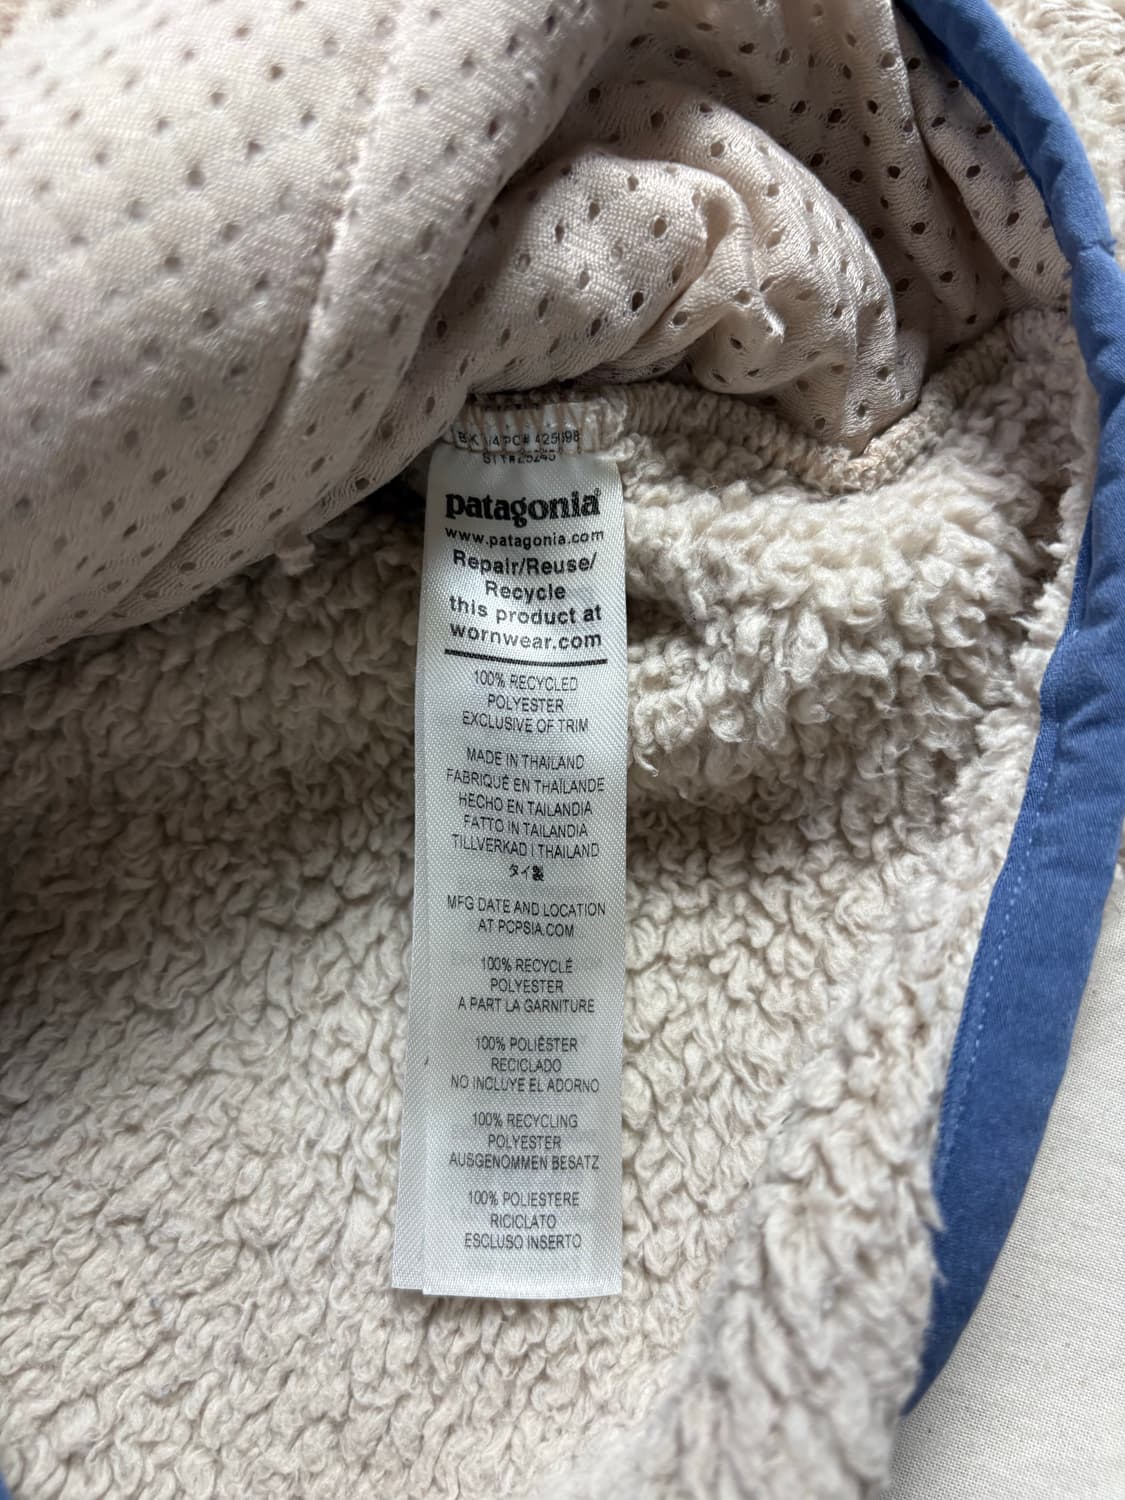 patagonia®
www.patagonia.com
Repair/Reuse/
Recycle
this product at
wornwear.com
100% RECYCLED
POLYESTER
EXCLUSIVE OF TRIM
MADE IN THAILAND
FABRIQUÉ EN THAÏLANDE
HECHO EN TAILANDIA
FATTO IN TAILANDIA
TILLVERKAD I THAILAND
タイ製
MFG DATE AND LOCATION
AT PCPSIA.COM
100% RECYCLÉ
POLYESTER
A PART LA GARNITURE
100% POLIÉSTER
RECICLADO
NO INCLUYE EL ADORNO
100% RECYCLING
POLYESTER
AUSGENOMMEN BESATZ
100% POLIESTERE
RICICLATO
ESCLUSO INSERTO